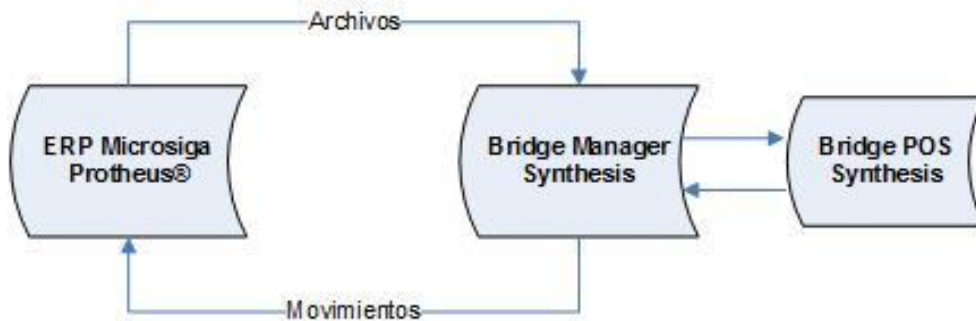 Archivos
ERP Microsiga
Protheus®
Bridge Manager
Synthesis
Bridge POS
Synthesis
Movimientos